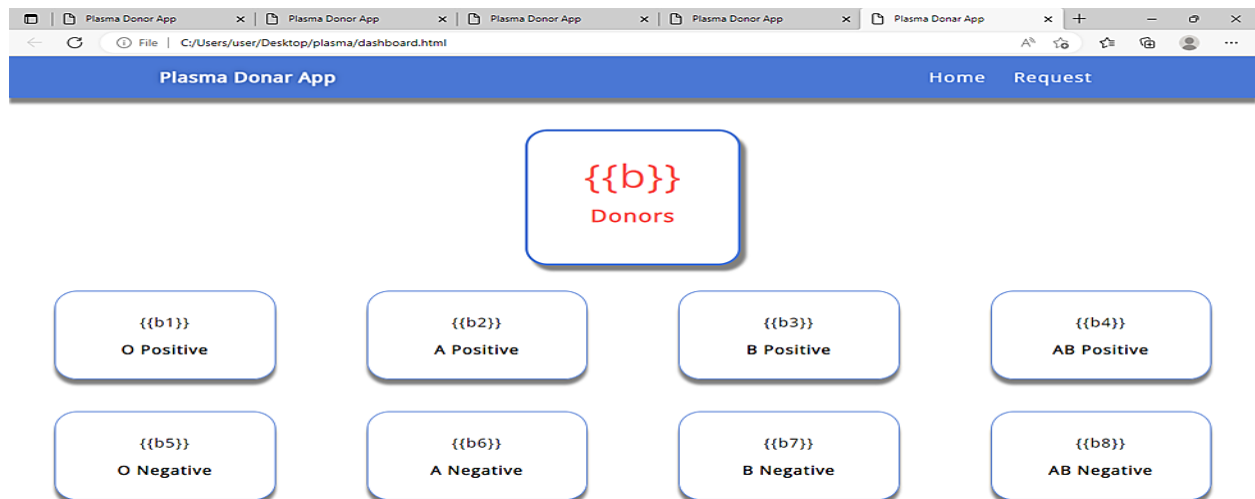 Plasma Donor App Plasma Donor App Plasma Donor App Plasma Donor App Plasma Donar App
File | C:/Users/user/Desktop/plasma/dashboard.html
Plasma Donar App Home Request
{{b}}
Donors
{{b1}} {{b2}} {{b3}} {{b4}}
O Positive A Positive B Positive AB Positive
{{b5}} {{b6}} {{b7}} {{b8}}
O Negative A Negative B Negative AB Negative